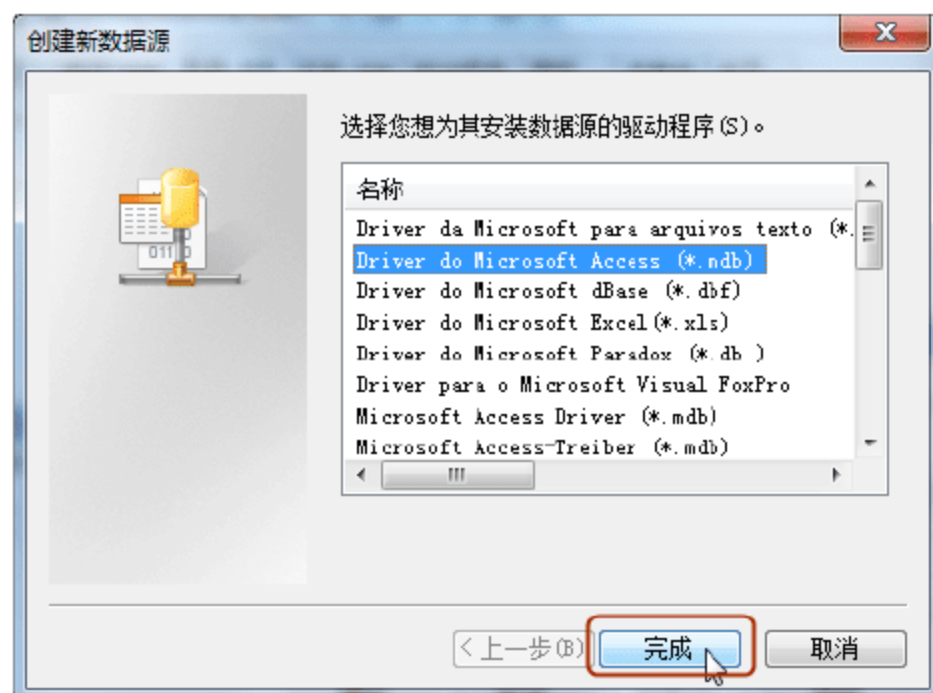 创建新数据源
选择您想为其安装数据源的驱动程序(S)。
名称
Driver da Microsoft para arquivos texto (*.
Driver do Microsoft Access (*.mdb)
Driver do Microsoft dBase (*.dbf)
Driver do Microsoft Excel(*.xls)
Driver do Microsoft Paradox (*.db )
Driver para o Microsoft Visual FoxPro
Microsoft Access Driver (*.mdb)
Microsoft Access-Treiber (*.mdb)
<上一步(B) 完成 取消